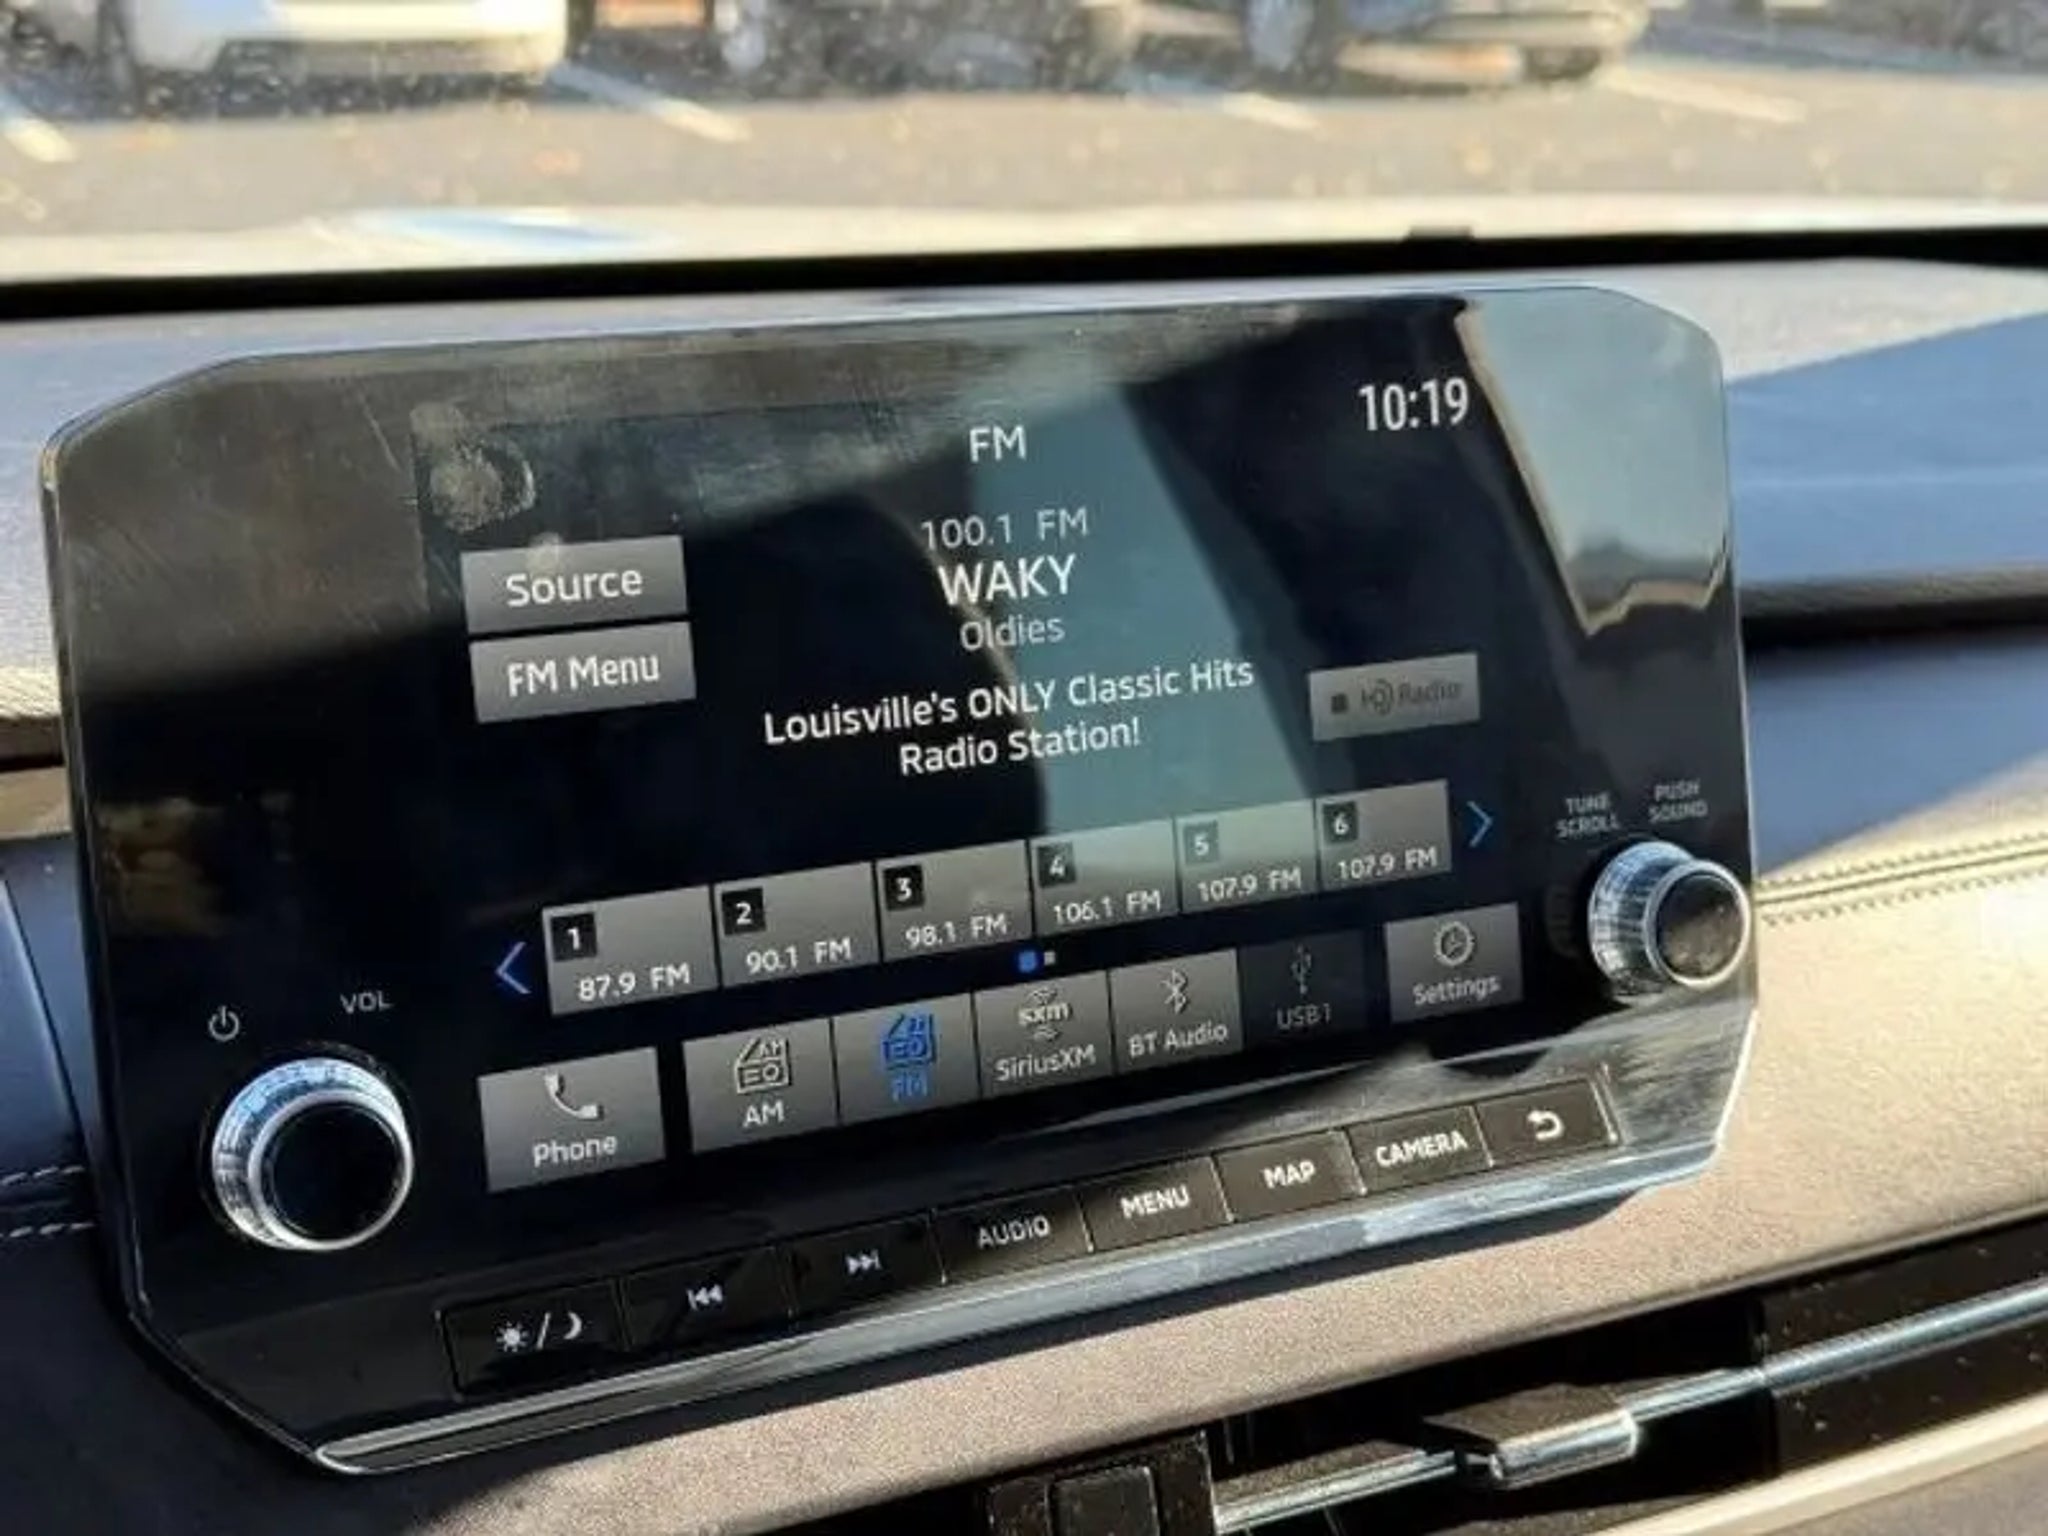 10:19
FM
100.1 FM
WAKY
Oldies
Source
FM Menu
Louisville's ONLY Classic Hits
Radio Station!
HD Radio
TUNE
SCROLL
PUSH
SOUND
1
87.9 FM
2
90.1 FM
3
98.1 FM
4
106.1 FM
5
107.9 FM
6
107.9 FM
VOL
Phone
AM
AM
FM
sxm
SiriusXM
BT Audio
USB1
Settings
AUDIO
MENU
MAP
CAMERA